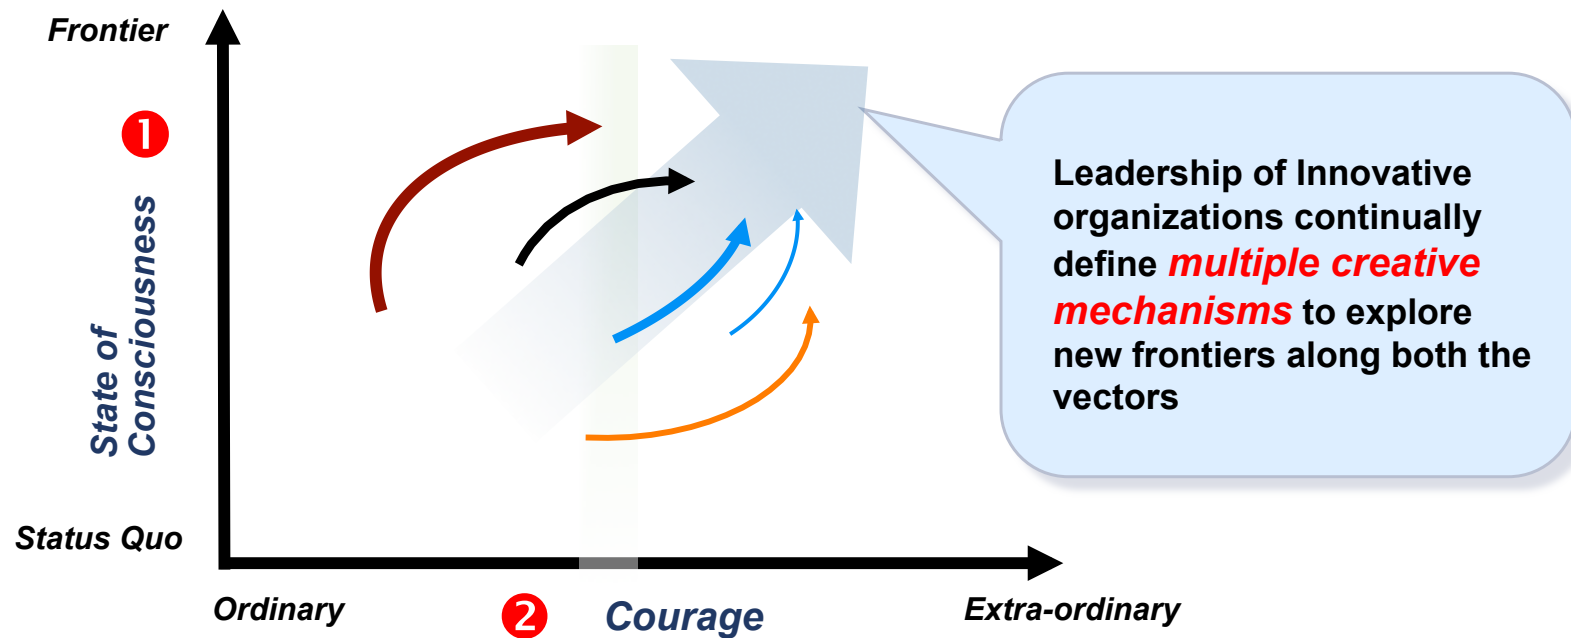 Frontier
1
State of
Consciousness
Status Quo
Ordinary
2
Courage
Extra-ordinary
Leadership of Innovative
organizations continually
define multiple creative
mechanisms to explore
new frontiers along both the
vectors